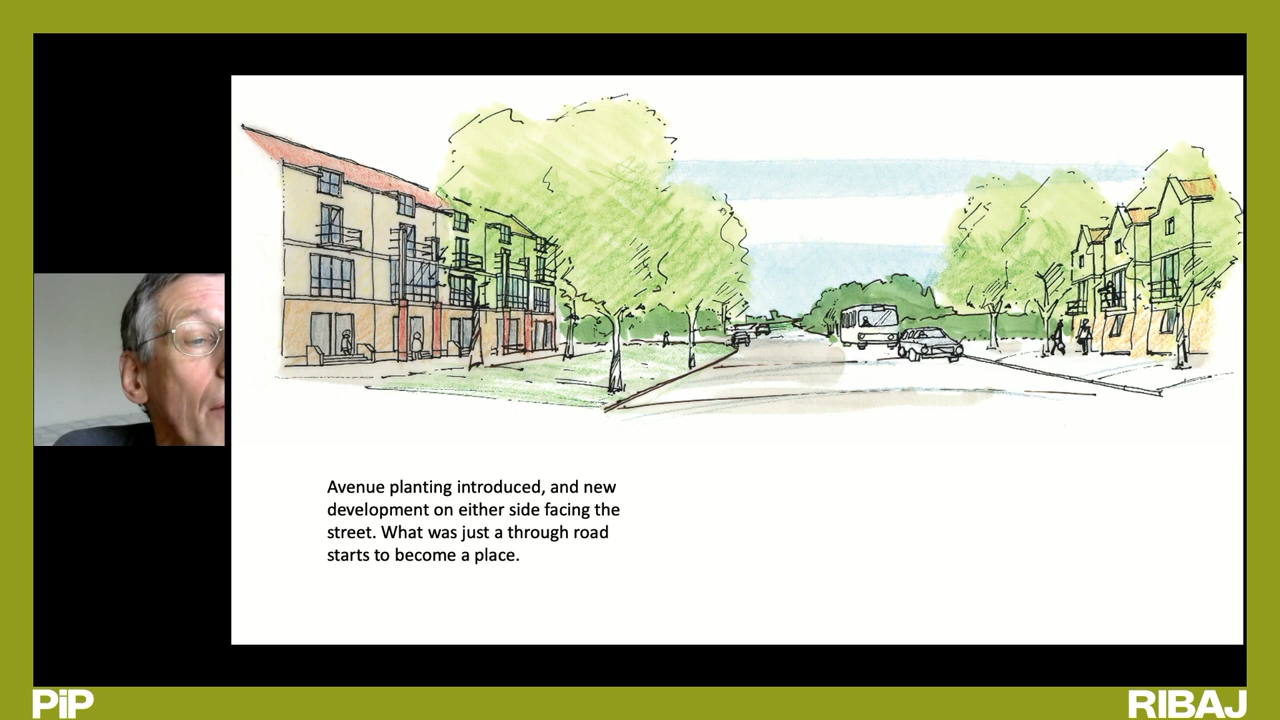 Avenue planting introduced, and new
development on either side facing the
street. What was just a through road
starts to become a place.
PiP
RIBAJ